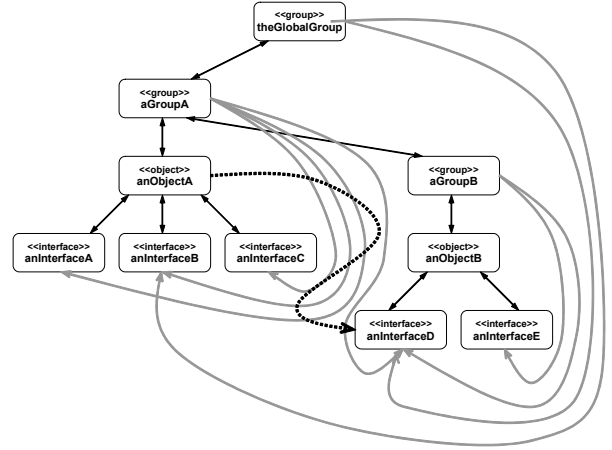 <<group>>
theGlobalGroup
<<group>>
aGroupA
<<object>>
anObjectA
<<group>>
aGroupB
<<interface>>
anInterfaceA
<<interface>>
anInterfaceB
<<interface>>
anInterfaceC
<<object>>
anObjectB
<<interface>>
anInterfaceD
<<interface>>
anInterfaceE